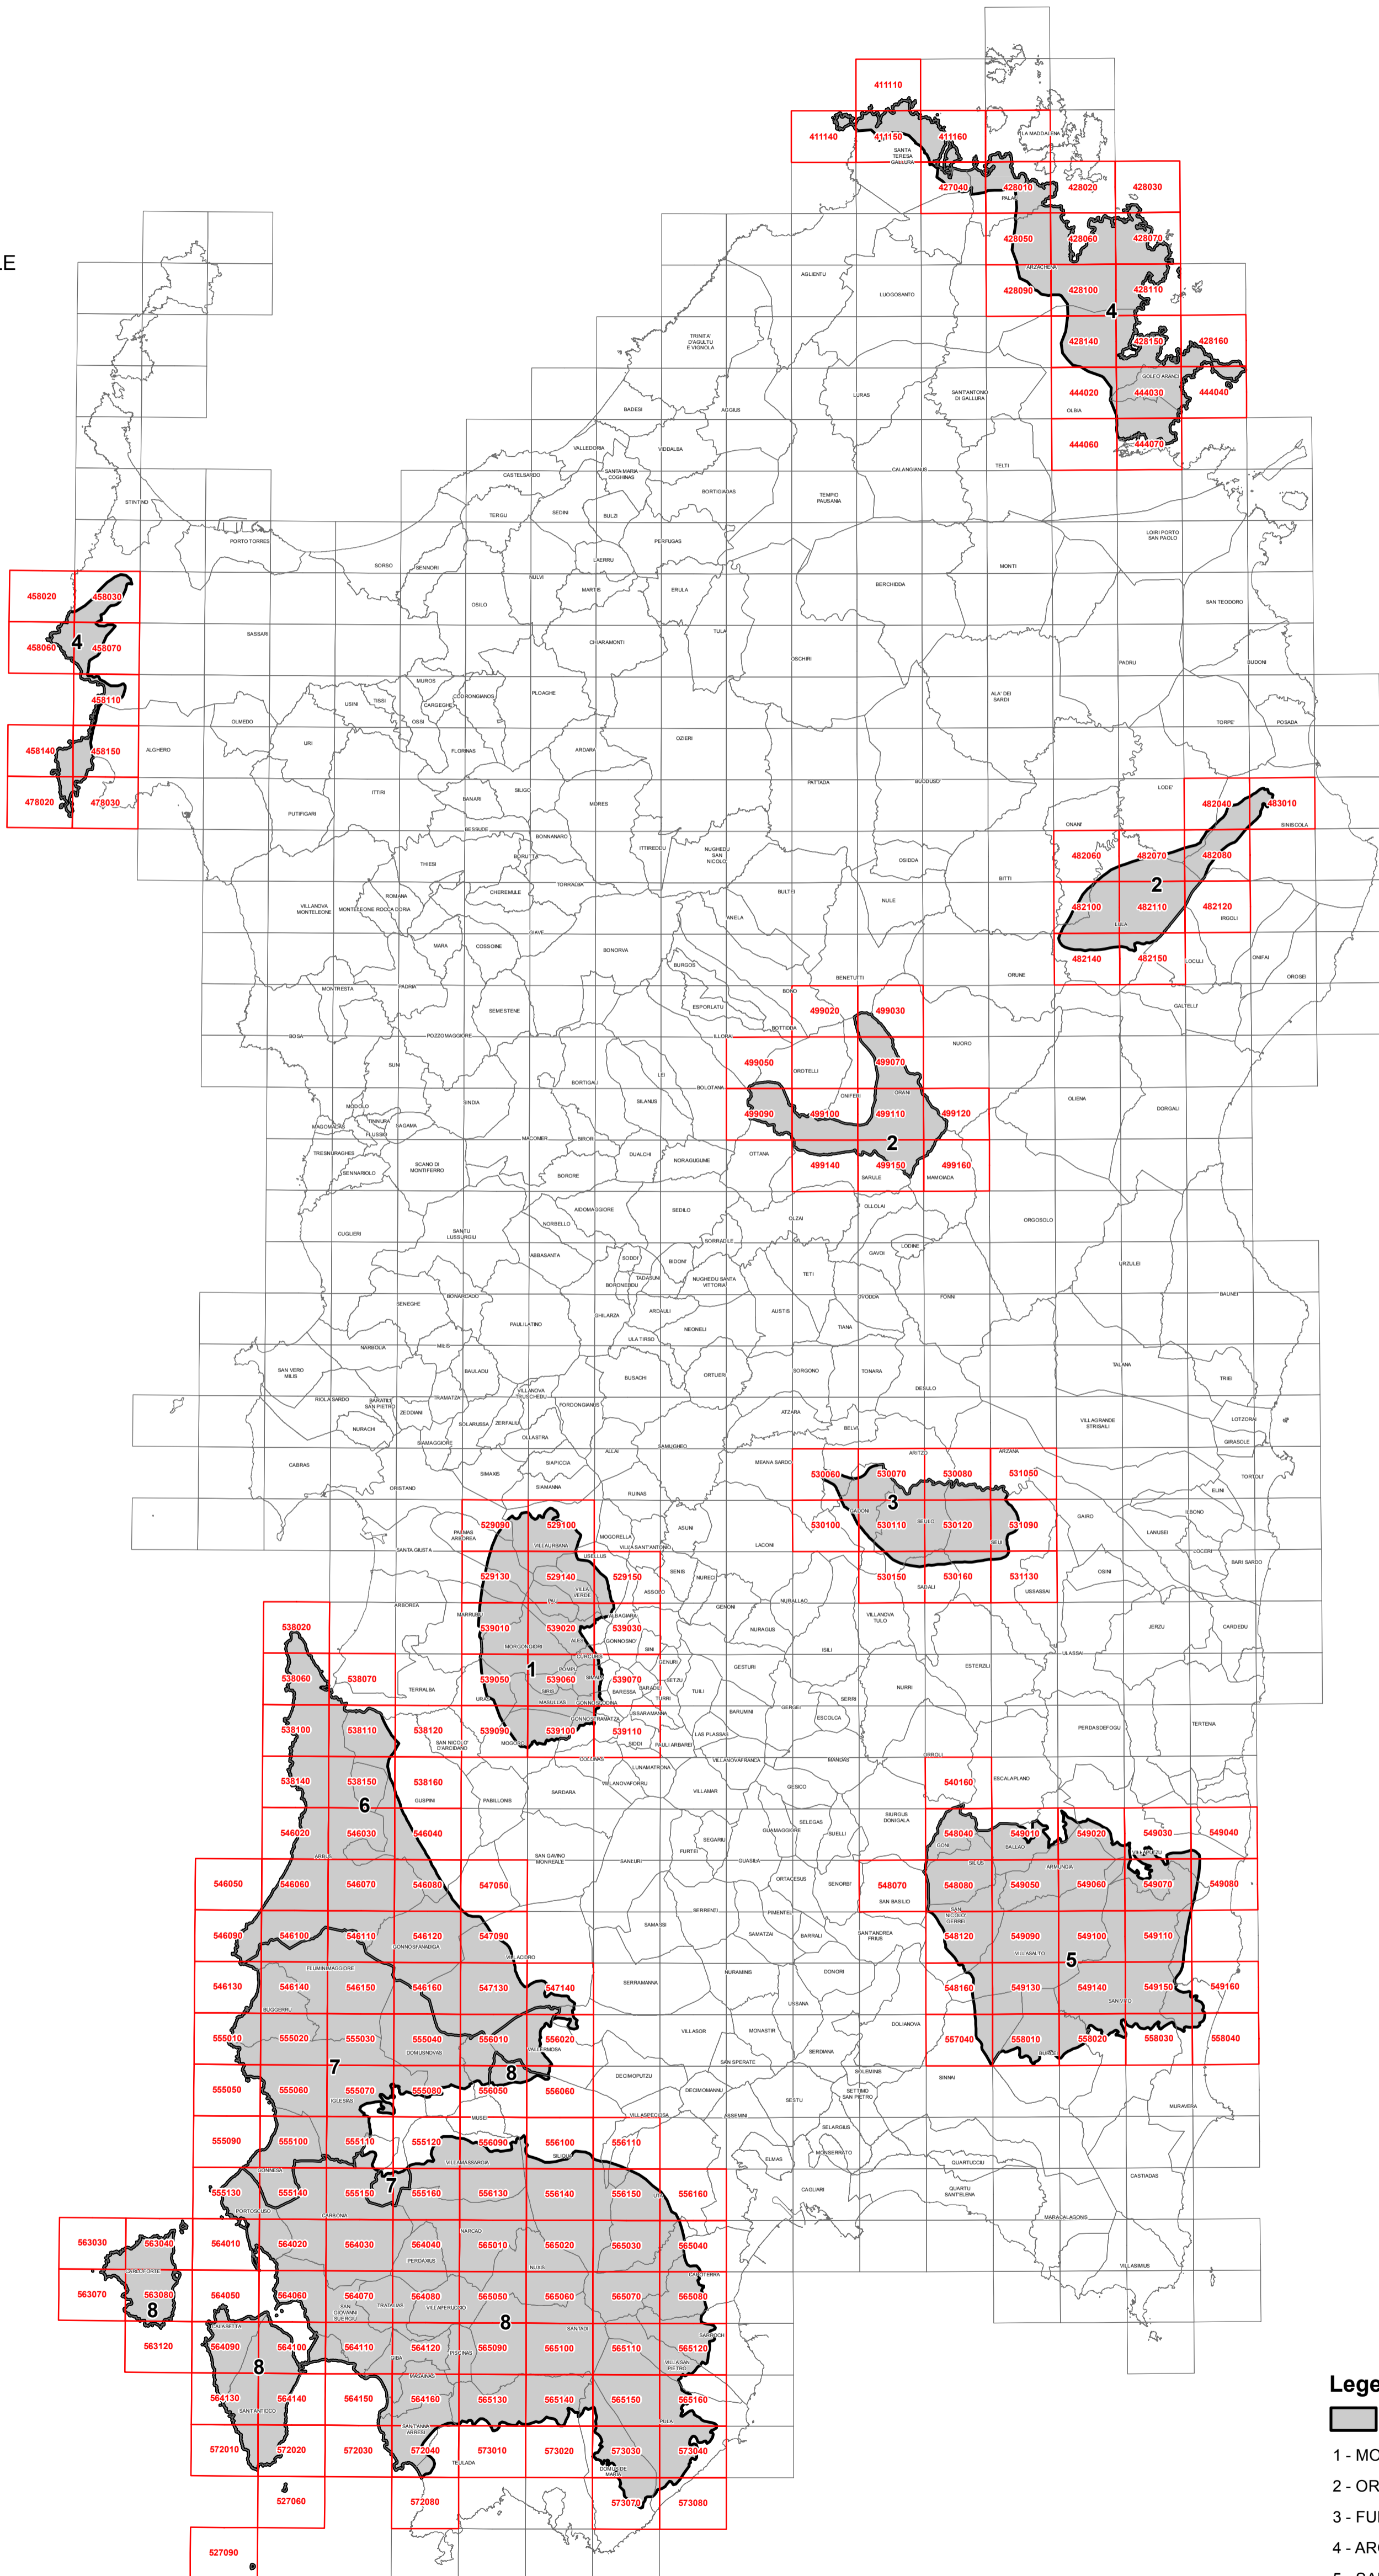 411110
411140
411150
411160
LA MADDALENA
SANTA
TERESA
GALLURA
427040
428010
428020
428030
PALAU
428050
428060
428070
LE
ARZACHENA
AGLIENTU
428090
428100
428110
LUOGOSANTO
4
TRINITA'
D'AGULTU
E VIGNOLA
428140
428150
428160
GOLFO ARANCI
LURAS
SANT'ANTONIO
DI GALLURA
444020
444030
444040
OLBIA
BADESI
AGGIUS
444060
444070
VALLEDORIA
VIDDALBA
CALANGIANUS
TELTI
CASTELSARDO
SANTA MARIA
COGHINAS
BORTIGIADAS
TEMPIO
PAUSANIA
STINTINO
TERGU
SEDINI
BULZI
PORTO TORRES
PERFUGAS
LOIRI PORTO
SAN PAOLO
SORSO
SENNORI
LAERRU
MONTI
NULVI
MARTIS
ERULA
BERCHIDDA
458020
458030
OSILO
SAN TEODORO
SASSARI
TULA
CHIARAMONTI
4
458060
458070
OSCHIRI
PADRU
BUDONI
MUROS
458110
USINI
TISSI
CODRONGIANOS
CARGEGHE
PLOAGHE
ALA' DEI
SARDI
OLMEDO
OSSI
TORPE'
POSADA
URI
OZIERI
458140
458150
ALGHERO
FLORINAS
ARDARA
PATTADA
BUDDUSO'
LODE'
ITTIRI
SILIGO
478020
478030
BANARI
MORES
482040
483010
PUTIFIGARI
BESSUDE
BONNANARO
ONANI'
SINISCOLA
THIESI
BORUTTA
ITTIREDDU
NUGHEDU
SAN
NICOLO'
OSIDDA
482060
482070
482080
BITTI
2
TORRALBA
CHEREMULE
ROMANA
BULTEI
NULE
VILLANOVA
MONTELEONE
MONTELEONE ROCCA DORIA
482100
482110
482120
ANELA
IRGOLI
LULA
GIAVE
MARA
COSSOINE
BONORVA
482140
482150
LOCULI
ONIFAI
BURGOS
ORUNE
OROSEI
BENETUTTI
MONTRESTA
PADRIA
BONO
ESPORLATU
499020
499030
GALTELLI'
SEMESTENE
BOTTIDDA
BOSA
POZZOMAGGIORE
ILLORAI
NUORO
499050
499070
OROTELLI
SUNI
LEI
BORTIGALI
BOLOTANA
ONIFERI
ORANI
OLIENA
SINDIA
SILANUS
MODOLO
DORGALI
499090
499100
499110
499120
MAGOMADAS
TINNURA
SAGAMA
FLUSSIO
MACOMER
BIRORI
2
TRESNURAGHES
DUALCHI
NORAGUGUME
OTTANA
SENNARIOLO
SCANO DI
MONTIFERRO
499140
499150
499160
BORORE
SARULE
MAMOIADA
AIDOMAGGIORE
SEDILO
OLLOLAI
OLZAI
ORGOSOLO
NORBELLO
CUGLIERI
SANTU
LUSSURGIU
SORRADILE
LODINE
GAVOI
ABBASANTA
SODDI'
BIDONI'
URZULEI
TADASUNI
BORONEDDU
NUGHEDU SANTA
VITTORIA
TETI
BAUNEI
BONARCADO
OVODDA
FONNI
SENEGHE
GHILARZA
ARDAULI
AUSTIS
PAULILATINO
NEONELI
TIANA
ULA TIRSO
NARBOLIA
MILIS
TALANA
SAN VERO
MILIS
BAULADU
BUSACHI
ORTUERI
SORGONO
TONARA
TRIEI
DESULO
RIOLA SARDO
BARATILI
SAN PIETRO
TRAMATZA
VILLANOVA
TRUSCHEDU
FORDONGIANUS
ZEDDIANI
ATZARA
VILLAGRANDE
STRISAILI
LOTZORAI
NURACHI
SOLARUSSA
ZERFALIU
BELVI
SIAMAGGIORE
OLLASTRA
ALLAI
SAMUGHEO
ARITZO
ARZANA
GIRASOLE
CABRAS
SIAPICCIA
MEANA SARDO
SIMAXIS
530060
530070
530080
531050
TORTOLI'
ORISTANO
SIAMANNA
RUINAS
ELINI
3
529090
529100
GADONI
SEULO
GAIRO
ILBONO
PALMAS
ARBOREA
ASUNI
530100
530110
530120
531090
LANUSEI
MOGORELLA
SANTA GIUSTA
VILLAURBANA
VILLA SANT'ANTONIO
LACONI
SEUI
LOCERI
USELLUS
BARI SARDO
SENIS
NURECI
529130
529140
529150
530150
530160
531130
OSINI
VILLA
VERDE
ASSOLO
SADALI
USSASSAI
PAU
GENONI
NURALLAO
ARBOREA
MARRUBIU
ALBAGIARA
VILLANOVA
TULO
538020
539010
539020
539030
NURAGUS
JERZU
CARDEDU
MORGONGIORI
ALES
GONNOSNO'
SINI
ISILI
ULASSAI
CURCURIS
GENURI
538060
538070
539050
1
POMPU
539060
SIMALA
539070
SETZU
GESTURI
ESTERZILI
TERRALBA
SIRIS
BARESSA
BARADILI
TUILI
NURRI
URAS
MASULLAS
GONNOSCODINA
TURRI
SERRI
GONNOSTRAMATZA
USSARAMANNA
BARUMINI
GERGEI
ESCOLCA
TERTENIA
538100
538110
538120
539090
539100
539110
PERDASDEFOGU
LAS PLASSAS
SAN NICOLO'
D'ARCIDANO
MOGORO
SIDDI
PAULI ARBAREI
COLLINAS
VILLANOVAFRANCA
MANDAS
ORROLI
LUNAMATRONA
538140
538150
538160
VILLANOVAFORRU
GESICO
540160
ESCALAPLANO
SARDARA
VILLAMAR
6
GUSPINI
PABILLONIS
SIURGUS
DONIGALA
SELEGAS
GUAMAGGIORE
SUELLI
546020
546030
546040
SEGARIU
548040
549010
549020
549030
549040
GONI
BALLAO
ARBUS
SAN GAVINO
MONREALE
FURTEI
VILLAPUTZU
SANLURI
GUASILA
SILIUS
ARMUNGIA
546050
546060
546070
546080
547050
ORTACESUS
SENORBI'
548070
548080
549050
549060
549070
549080
SAN BASILIO
SERRENTI
PIMENTEL
SAN
NICOLO'
GERREI
SAMASSI
546090
546100
546110
546120
547090
SAMATZAI
BARRALI
SANT'ANDREA
FRIUS
548120
549090
549100
549110
GONNOSFANADIGA
VILLASALTO
5
VILLACIDRO
FLUMINIMAGGIORE
NURAMINIS
DONORI
546130
546140
546150
546160
547130
547140
SERRAMANNA
548160
549130
549140
549150
549160
USSANA
SAN VITO
BUGGERRU
VILLASOR
MONASTIR
DOLIANOVA
555010
555020
555030
555040
556010
556020
557040
558010
558020
558030
558040
DOMUSNOVAS
VALLERMOSA
SERDIANA
BURCEI
SAN SPERATE
7
8
DECIMOPUTZU
SOLEMINIS
SINNAI
555050
555060
555070
555080
556050
556060
DECIMOMANNU
SETTIMO
SAN PIETRO
IGLESIAS
SESTU
MURAVERA
MUSEI
VILLASPECIOSA
ASSEMINI
SELARGIUS
555090
555100
555110
555120
556090
556100
556110
MONSERRATO
SILIQUA
ELMAS
QUARTUCCIU
VILLAMASSARGIA
GONNESA
CASTIADAS
7
555130
555140
555150
555160
556130
556140
556150
UTA
556160
CAGLIARI
QUARTU
SANT'ELENA
PORTOSCUSO
CARBONIA
MARACALAGONIS
NARCAO
563030
563040
564010
564020
564030
564040
565010
565020
565030
565040
PERDAXIUS
NUXIS
VILLASIMIUS
CARLOFORTE
CAPOTERRA
563070
563080
564050
564060
564070
564080
565050
565060
565070
565080
8
SAN
GIOVANNI
SUERGIU
TRATALIAS
VILLAPERUCCIO
8
CALASETTA
SANTADI
SARROCH
563120
564090
564100
564110
564120
565090
565100
565110
565120
GIBA
PISCINAS
VILLA SAN
PIETRO
8
MASAINAS
564130
564140
564150
564160
565130
565140
565150
565160
SANT'ANTIOCO
SANT'ANNA
ARRESI
PULA
572010
572020
572030
572040
573010
573020
573030
573040
TEULADA
DOMUS DE
MARIA
527060
572080
573070
573080
527090
Lege
1 - MO
2 - OR
3 - FU
4 - AR